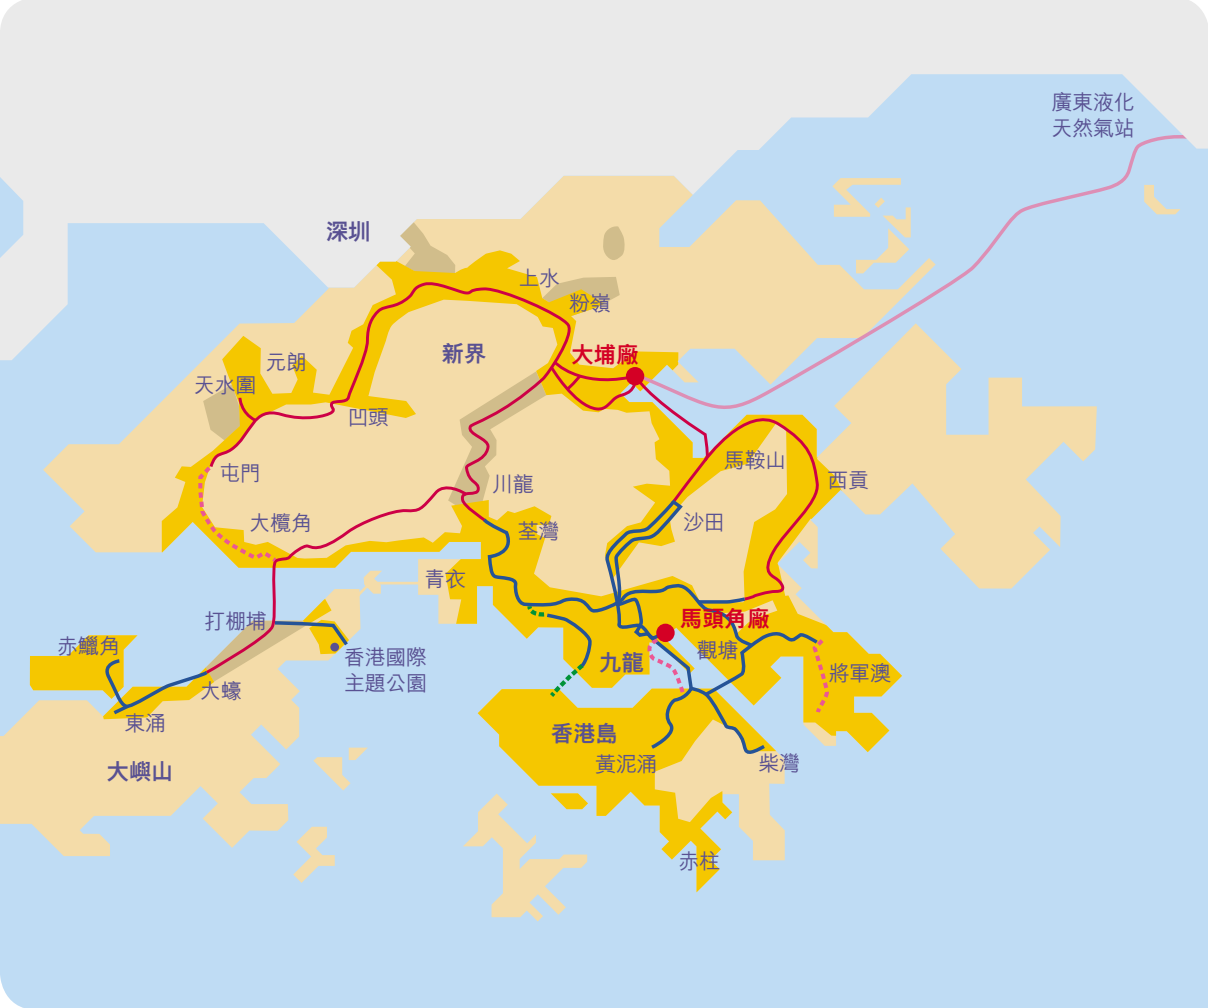 廣東液化
天然氣站
深圳
上水
粉嶺
新界
大埔廠
元朗
天水圍
凹頭
馬鞍山
屯門
川龍
西貢
大欖角
荃灣
沙田
青衣
打棚埔
馬頭角廠
赤鱲角
香港國際
主題公園
九龍
觀塘
將軍澳
大蠔
東涌
香港島
大嶼山
黃泥涌
柴灣
赤柱